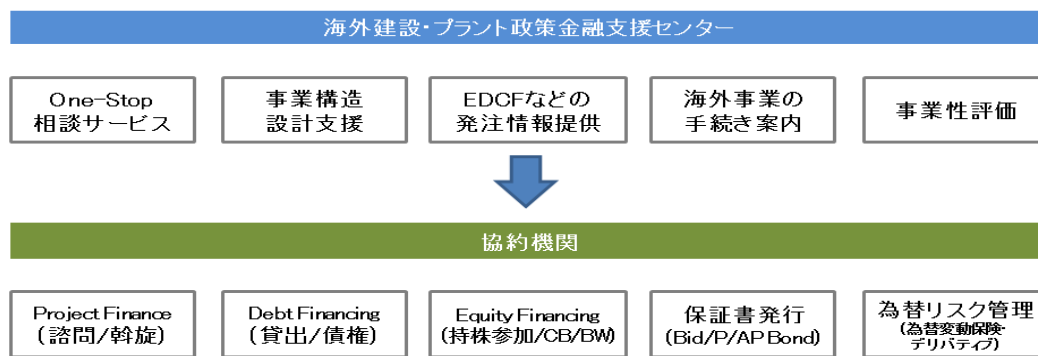 海外建設・プラント政策金融支援センター
One-Stop
相談サービス
事業構造
設計支援
EDCFなどの
発注情報提供
海外事業の
手続き案内
事業性評価
協約機関
Project Finance
(諮問/斡旋)
Debt Financing
(貸出/債権)
Equity Financing
(持株参加/CB/BW)
保証書発行
(Bid/P/AP Bond)
為替リスク管理
(為替変動保険・
デリバティブ)